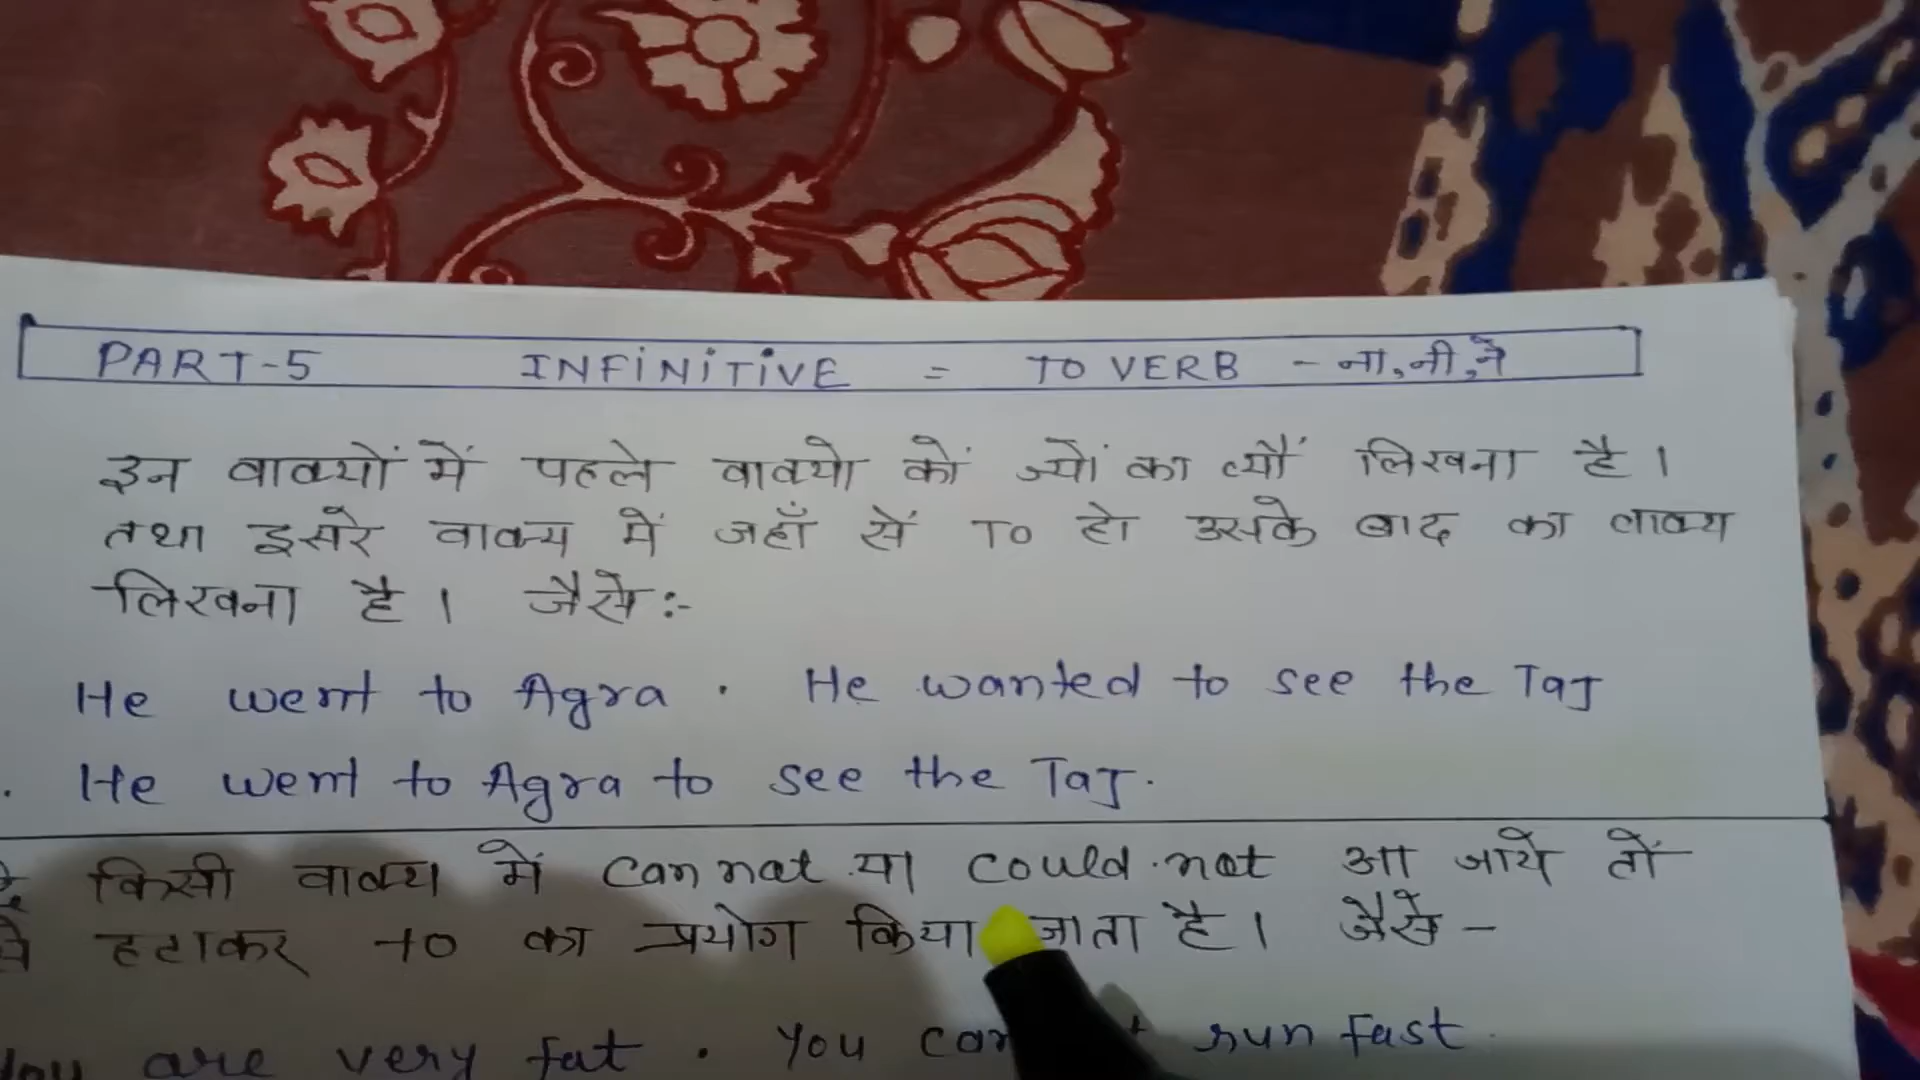 PART-5 INFINITIVE = TO VERB - ना, नी, ने
इन वाक्यों में पहले वाक्यो कों ज्यों का त्यौं लिखना है।
तथा दुसरे वाक्य में जहाँ सें To हो उसके बाद का वाक्य
लिखना है। जैसे:-
He went to Agra. He wanted to see the Taj
He went to Agra to see the Taj.
किसी वाक्य में can not या could not आ जाये तों
हटाकर to का प्रयोग किया जाता है। जैसे -
You are very fat. You run fast.